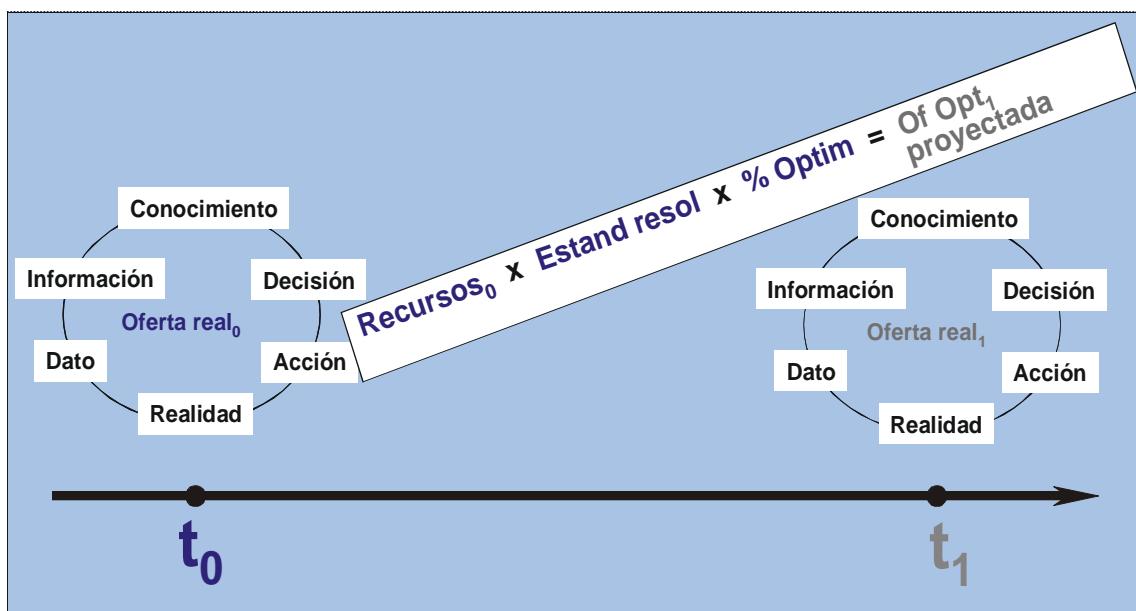 Recursos₀ x Estand resol x % Optim = Of Opt₁
proyectada
Conocimiento
Información
Decisión
Oferta real₀
Dato
Acción
Realidad
Conocimiento
Información
Decisión
Oferta real₁
Dato
Acción
Realidad
t₀
t₁